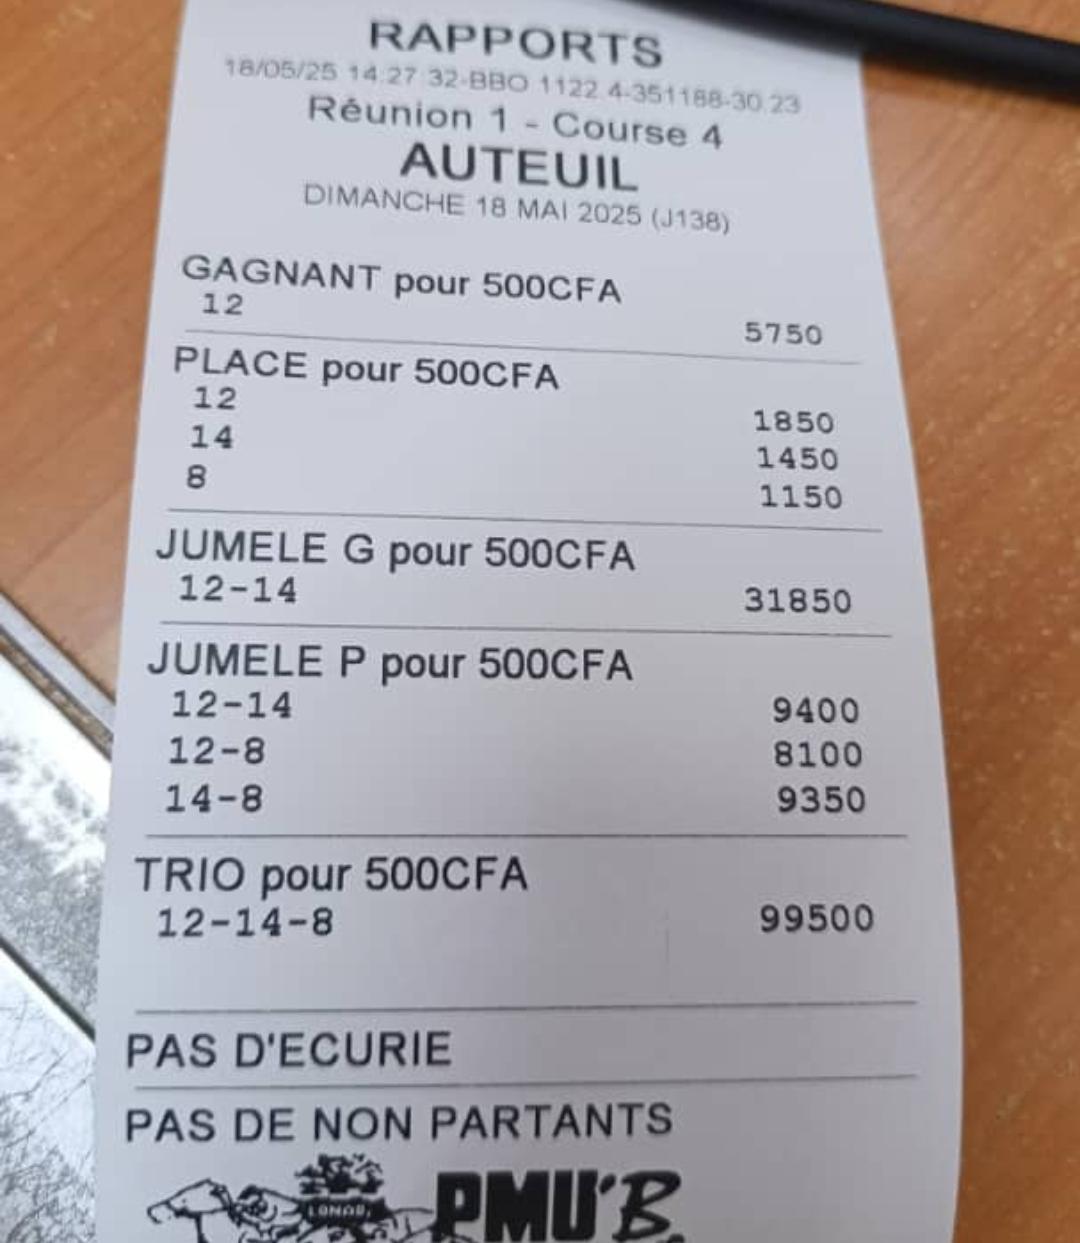 RAPPORTS
18/05/25 14:27:32-BBO 1122.4-351188-30.23
Réunion 1 - Course 4
AUTEUIL
DIMANCHE 18 MAI 2025 (J138)
GAGNANT pour 500CFA
12 5750
PLACE pour 500CFA
12 1850
14 1450
8 1150
JUMELE G pour 500CFA
12-14 31850
JUMELE P pour 500CFA
12-14 9400
12-8 8100
14-8 9350
TRIO pour 500CFA
12-14-8 99500
PAS D'ECURIE
PAS DE NON PARTANTS
LONAB
PMU'B